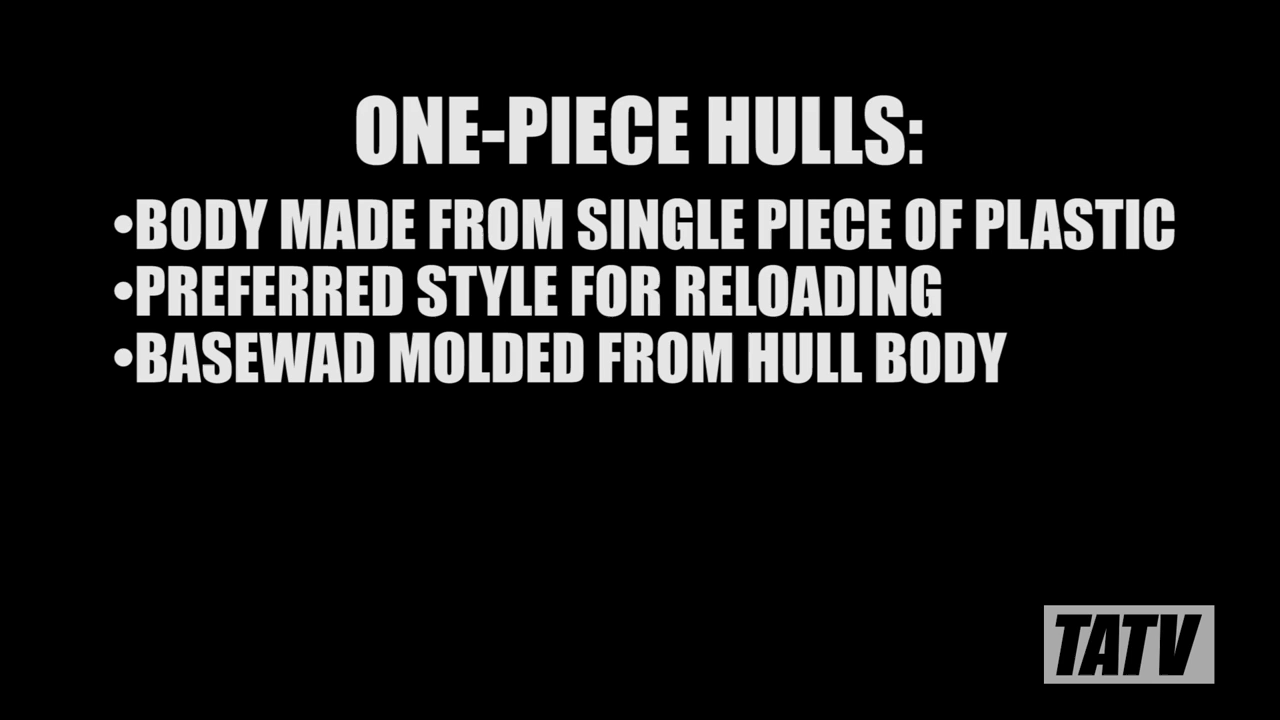 ONE-PIECE HULLS:
•BODY MADE FROM SINGLE PIECE OF PLASTIC
•PREFERRED STYLE FOR RELOADING
•BASEWAD MOLDED FROM HULL BODY
TATV